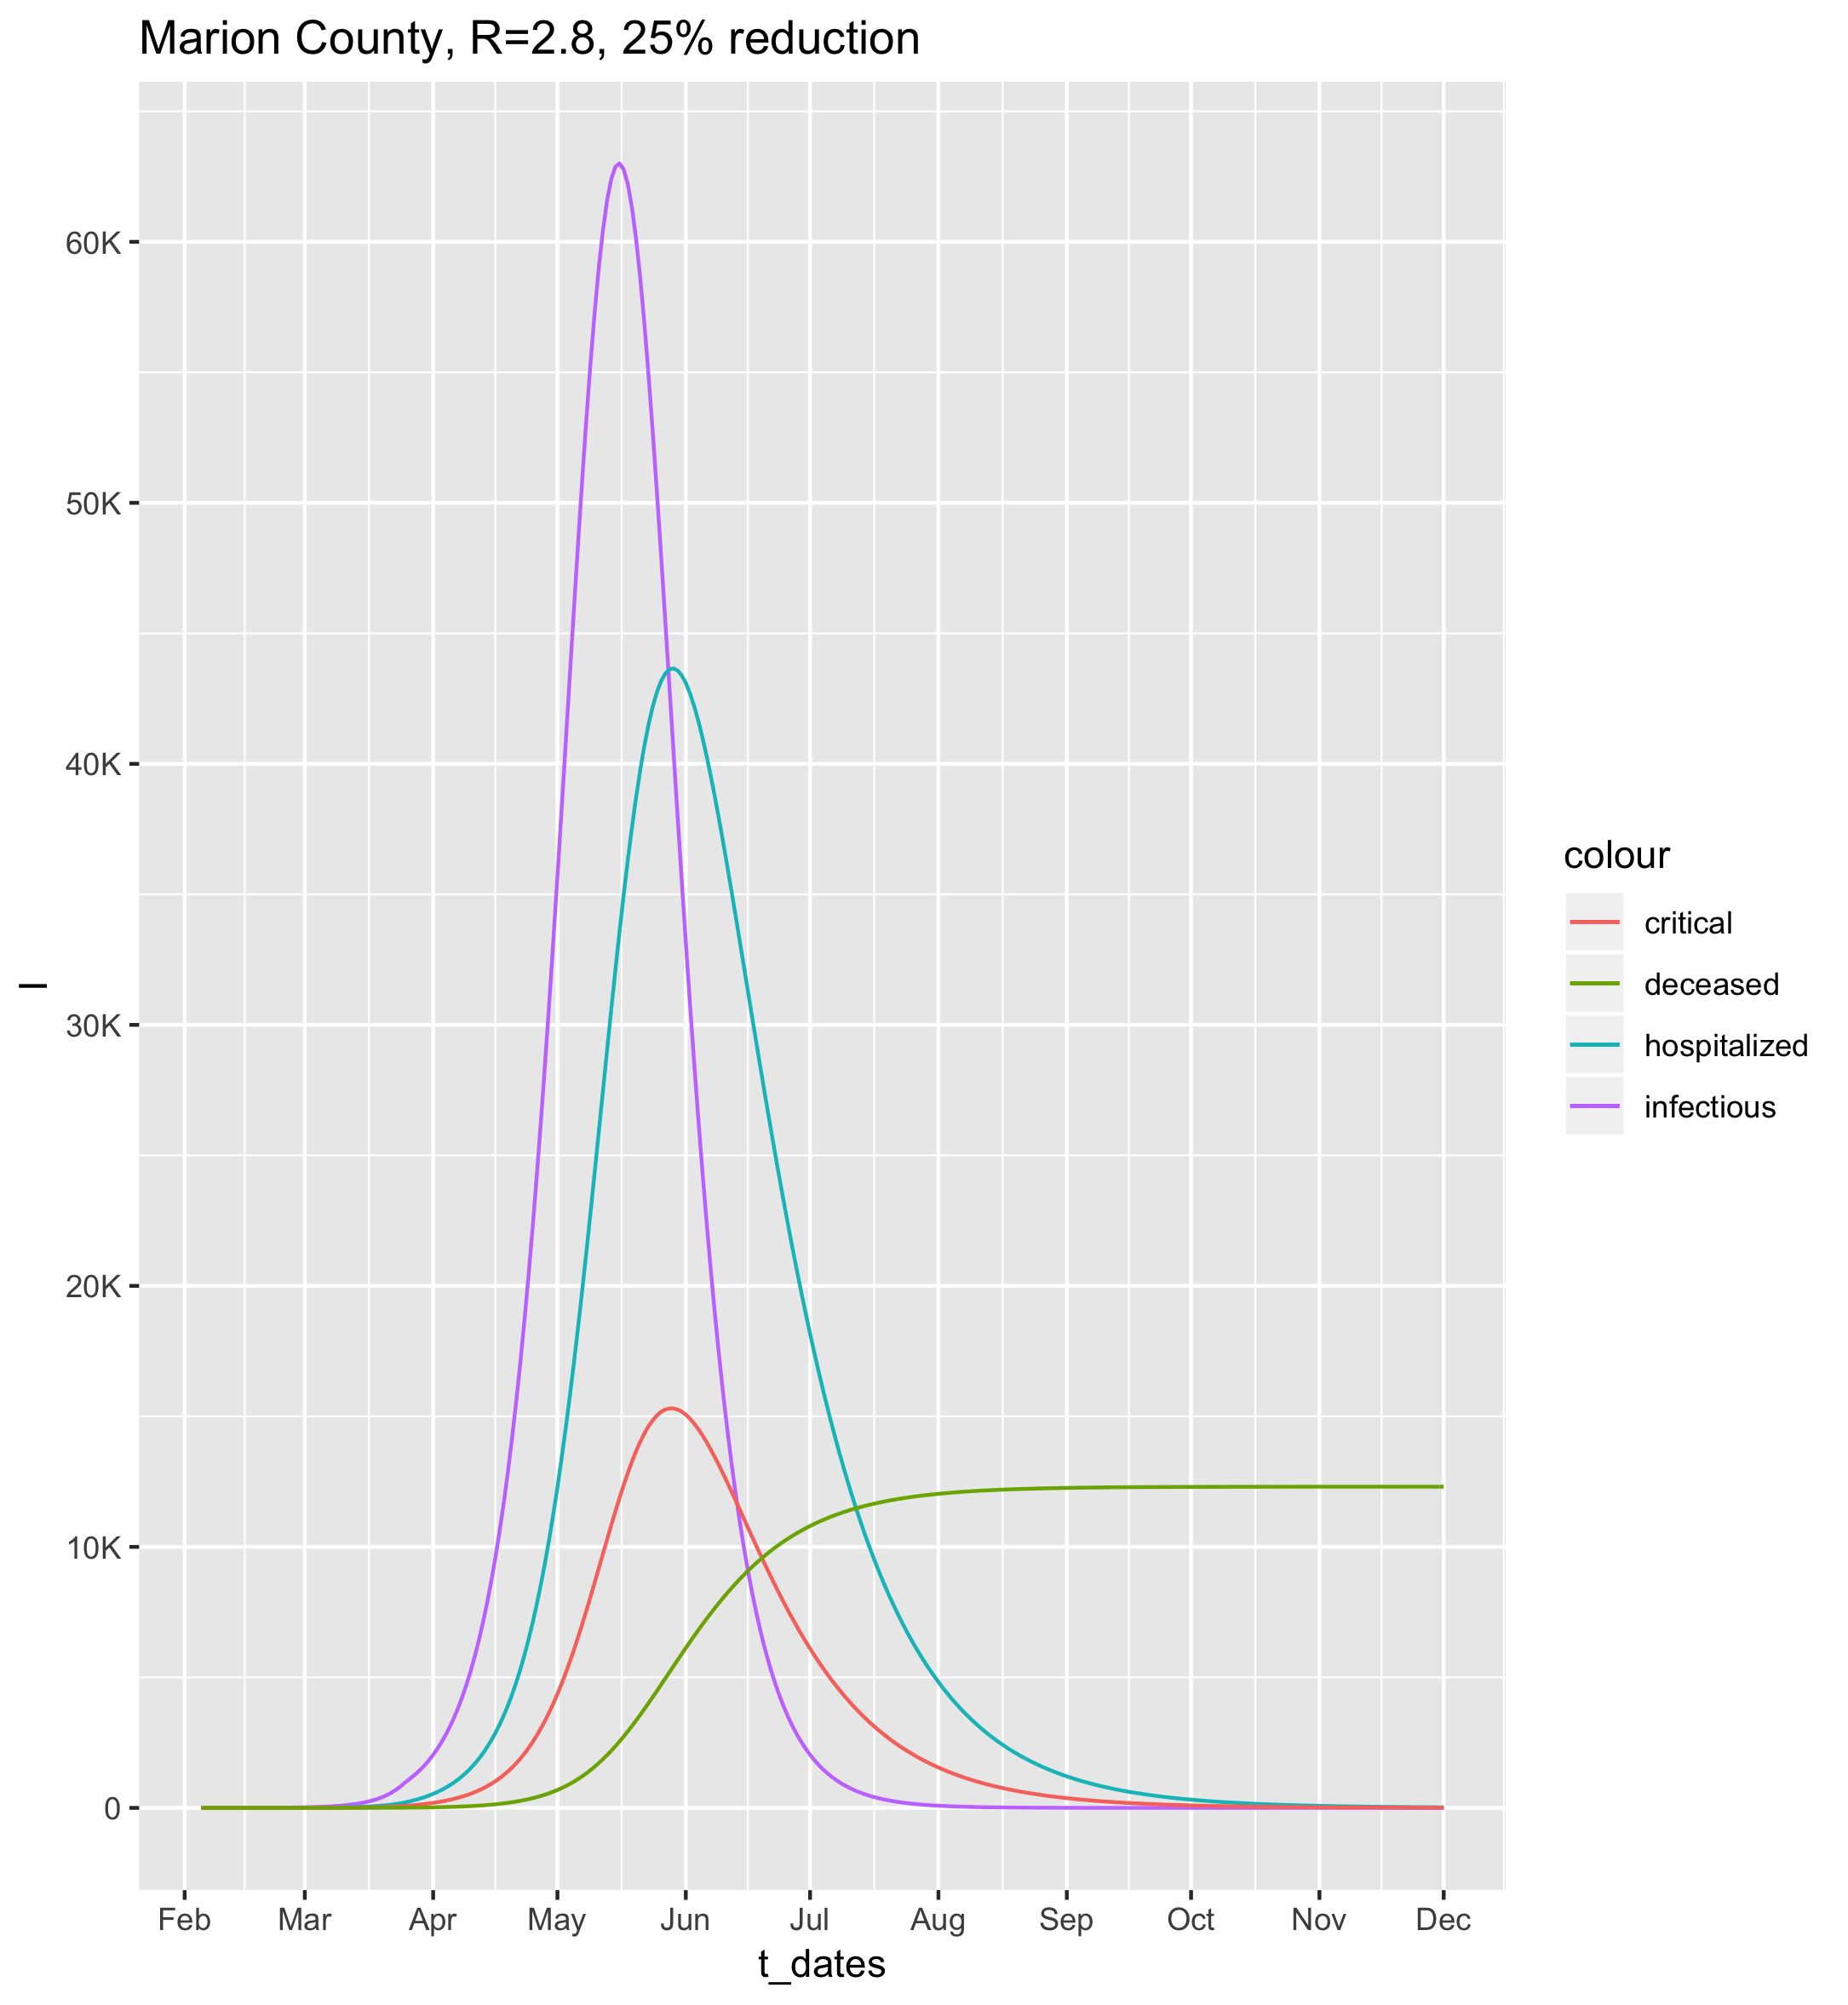 Marion County, R=2.8, 25% reduction
60K
50K
40K
30K
20K
10K
0
I
Feb Mar Apr May Jun Jul Aug Sep Oct Nov Dec
t_dates
colour
critical
deceased
hospitalized
infectious